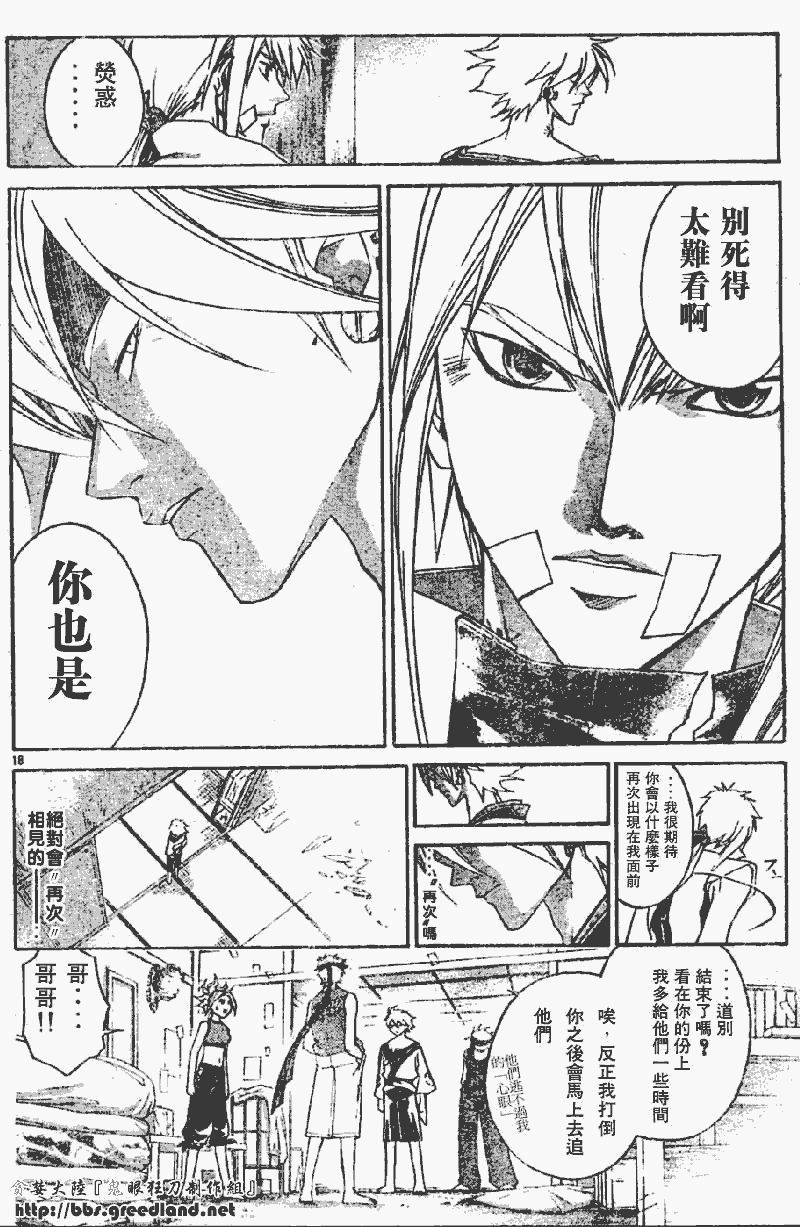 熒惑
......
別死得
太難看啊
你也是
18
....我很期待
你會以什麼樣子
再次出現在我面前
ス..
...再次嗎
絕對會〝再次〞
相見的——....
....道別
結束了嗎?
看在你的份上
我多給他們一些時間
唉，反正我打倒
你之後會馬上去追
他們
他們逃不過我
的〝心眼〞
哥...
哥哥!!
貪婪大陸『鬼眼狂刀制作組』
http://bbs.greedland.net